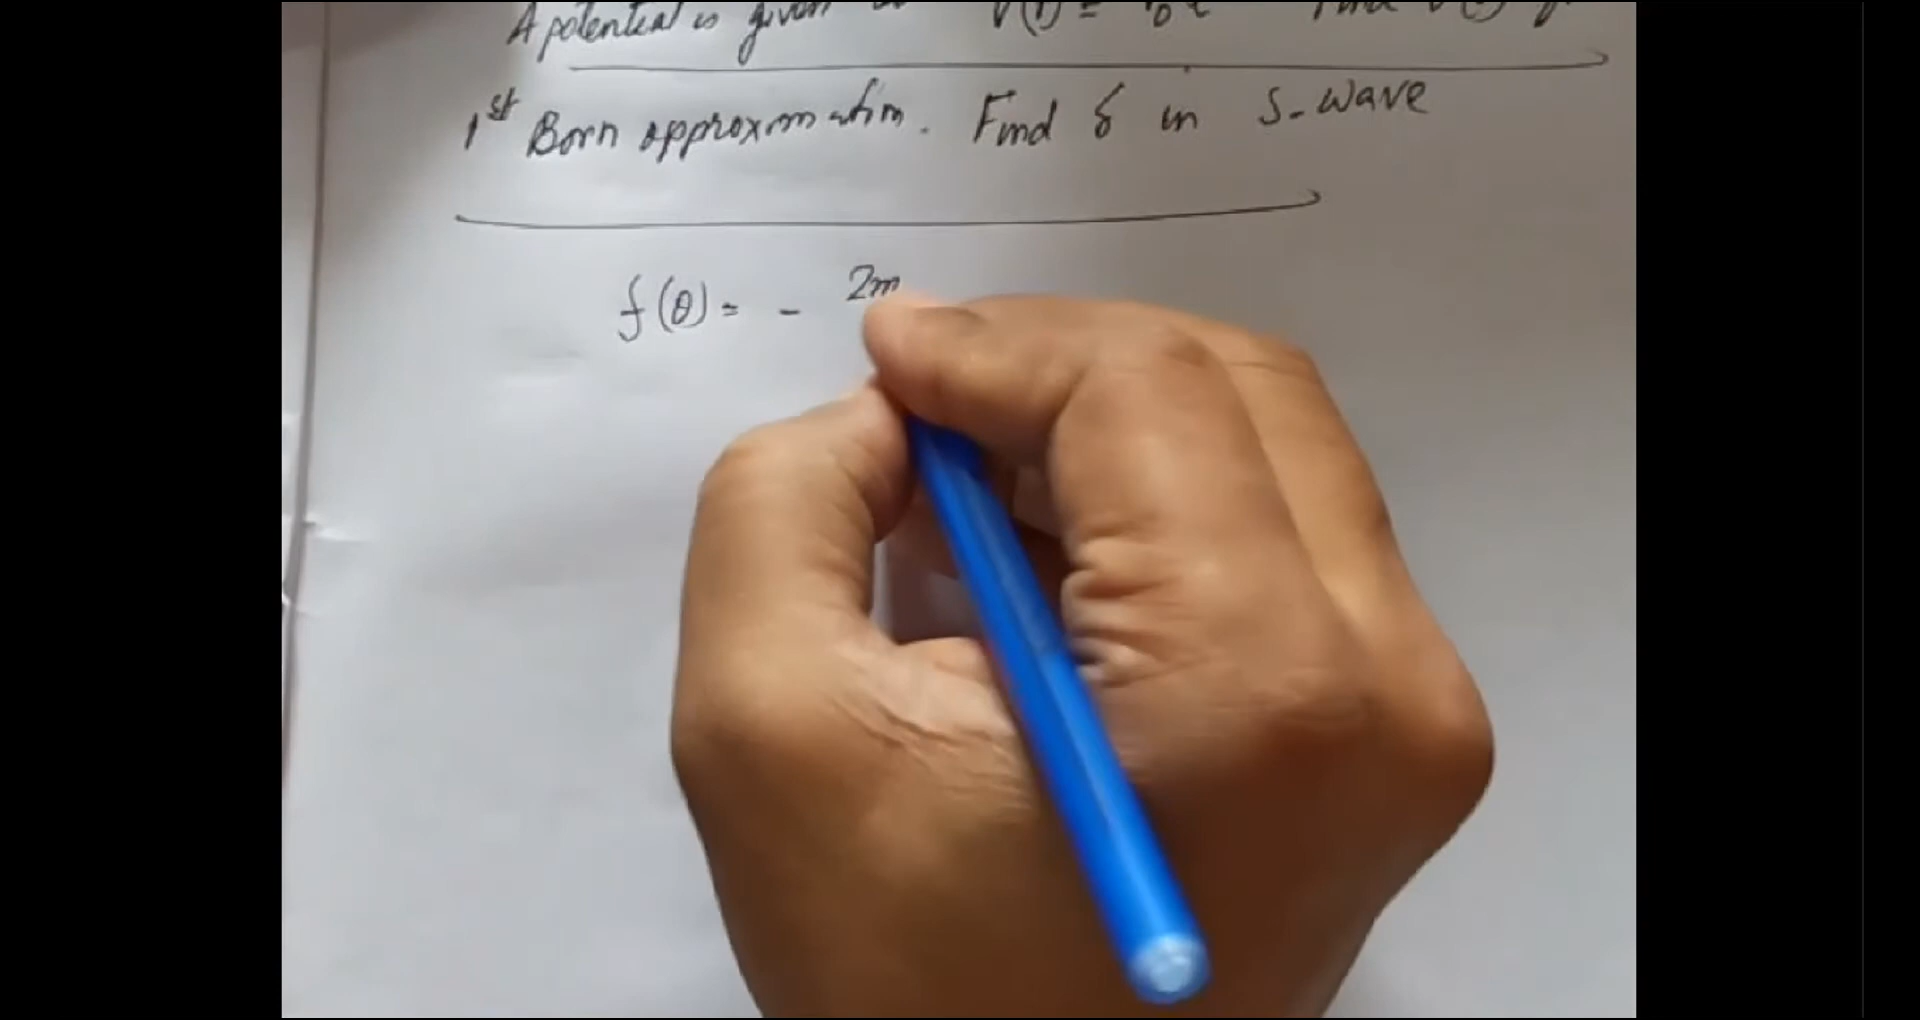 A potential is given
1st Born approximation. Find δ in S-wave
f(θ) = - 2m